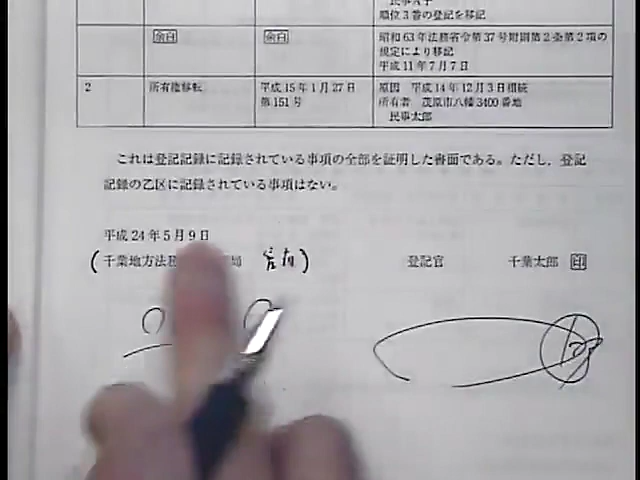 順位3番の登記を移記
余白 余白 昭和63年法務省令第37号附則第2条第2項の
規定により移記
平成11年7月7日
2 所有権移転 平成15年1月27日 原因 平成14年12月3日相続
第151号 所有者 茂原市八幡3400番地
民事太郎
これは登記記録に記録されている事項の全部を証明した書面である。ただし、登記
記録の乙区に記録されている事項はない。
平成24年5月9日
(千葉地方法務 局 ) 登記官 千葉太郎 印